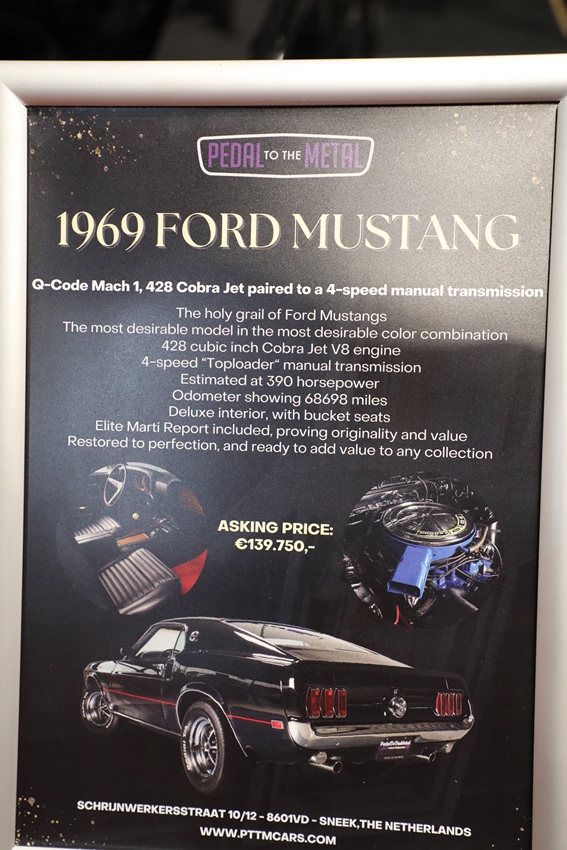 PEDAL TO THE METAL
1969 FORD MUSTANG
Q-Code Mach 1, 428 Cobra Jet paired to a 4-speed manual transmission
The holy grail of Ford Mustangs
The most desirable model in the most desirable color combination
428 cubic inch Cobra Jet V8 engine
4-speed “Toploader“ manual transmission
Estimated at 390 horsepower
Odometer showing 68698 miles
Deluxe interior, with bucket seats
Elite Marti Report included, proving originality and value
Restored to perfection, and ready to add value to any collection
ASKING PRICE:
€139.750,-
PedalToTheMetal
SCHRIJNWERKERSSTRAAT 10/12 - 8601VD - SNEEK,THE NETHERLANDS
WWW.PTTMCARS.COM